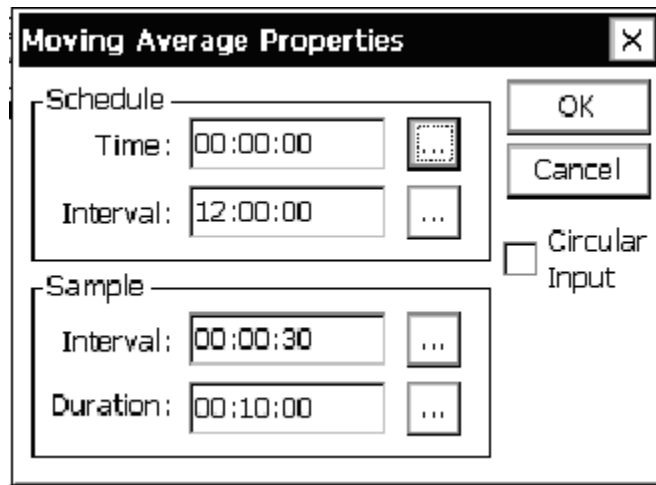 Moving Average Properties
Schedule
Time: 00:00:00 ...
Interval: 12:00:00 ...
Sample
Interval: 00:00:30 ...
Duration: 00:10:00 ...
OK
Cancel
Circular
Input